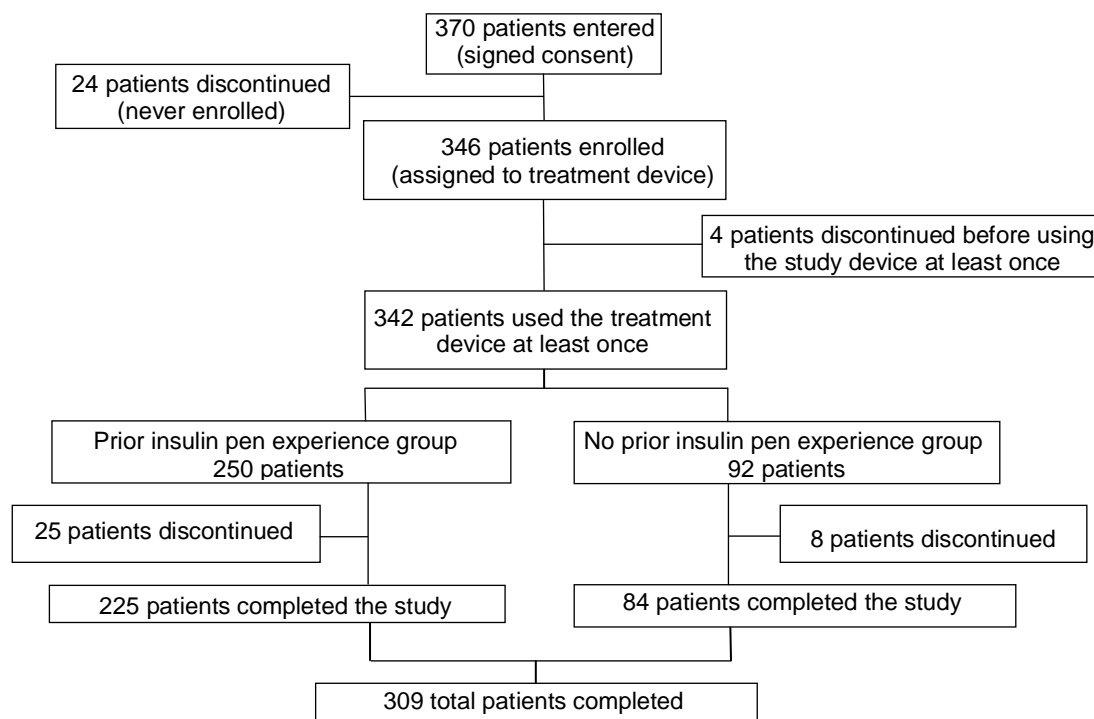 370 patients entered
(signed consent)
24 patients discontinued
(never enrolled)
346 patients enrolled
(assigned to treatment device)
4 patients discontinued before using
the study device at least once
342 patients used the treatment
device at least once
Prior insulin pen experience group
250 patients
No prior insulin pen experience group
92 patients
25 patients discontinued
8 patients discontinued
225 patients completed the study
84 patients completed the study
309 total patients completed